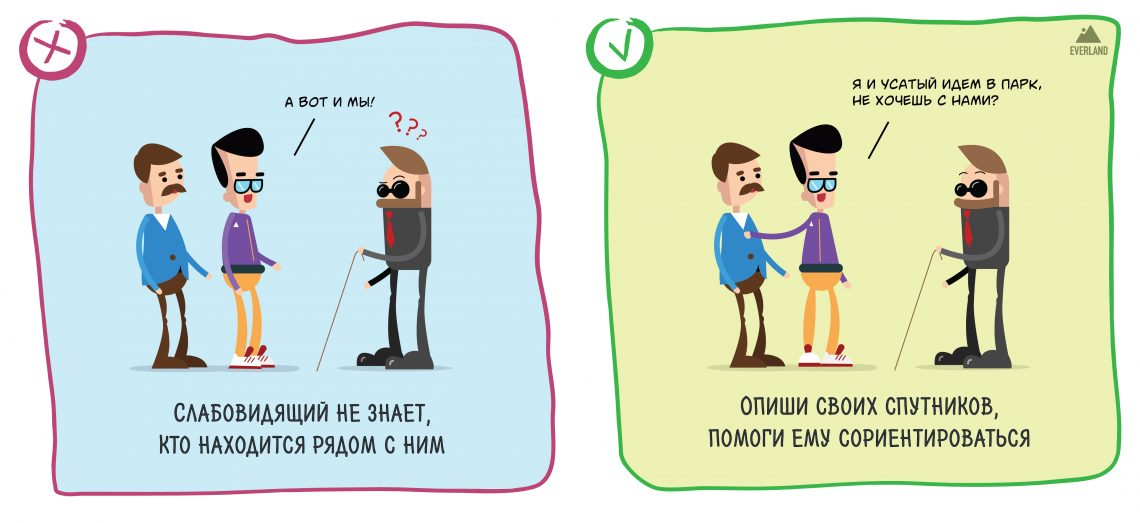 А ВОТ И МЫ!
???
СЛАБОВИДЯЩИЙ НЕ ЗНАЕТ,
КТО НАХОДИТСЯ РЯДОМ С НИМ
EVERLAND
Я И УСАТЫЙ ИДЕМ В ПАРК,
НЕ ХОЧЕШЬ С НАМИ?
ОПИШИ СВОИХ СПУТНИКОВ,
ПОМОГИ ЕМУ СОРИЕНТИРОВАТЬСЯ